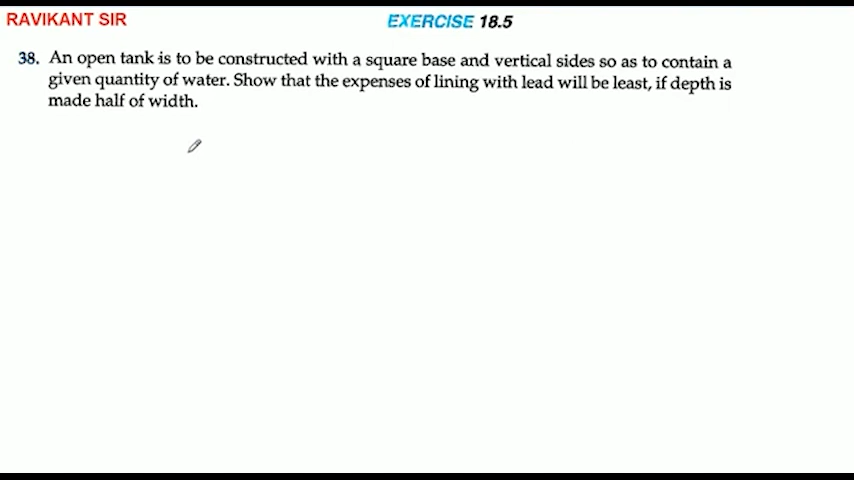 RAVIKANT SIR
EXERCISE 18.5
38. An open tank is to be constructed with a square base and vertical sides so as to contain a
given quantity of water. Show that the expenses of lining with lead will be least, if depth is
made half of width.